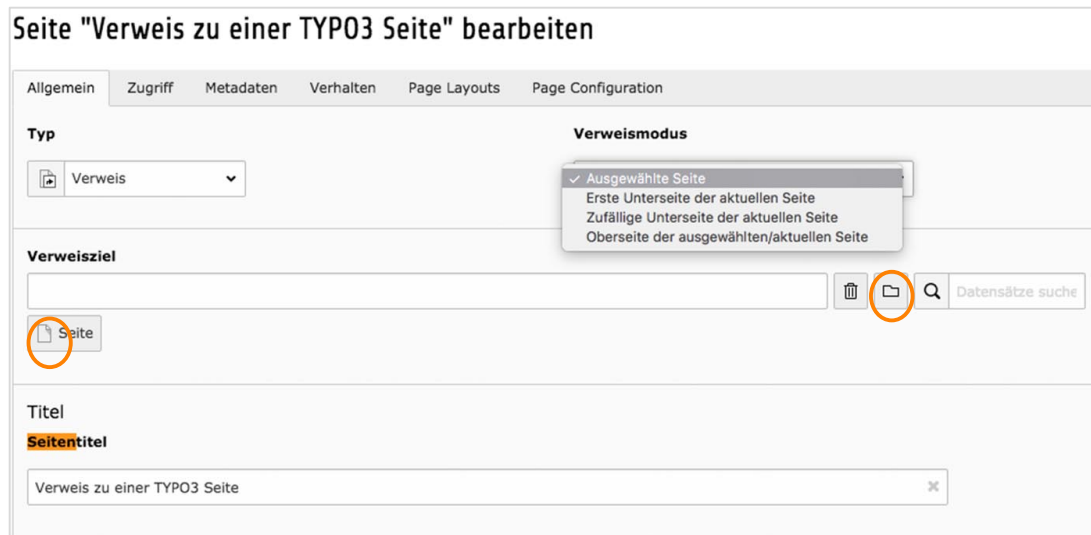 Seite "Verweis zu einer TYPO3 Seite" bearbeiten
Allgemein Zugriff Metadaten Verhalten Page Layouts Page Configuration
Typ Verweismodus
Verweis ✓ Ausgewählte Seite
Erste Unterseite der aktuellen Seite
Zufällige Unterseite der aktuellen Seite
Oberseite der ausgewählten/aktuellen Seite
Verweisziel
Datensätze suche
Seite
Titel
Seitentitel
Verweis zu einer TYPO3 Seite